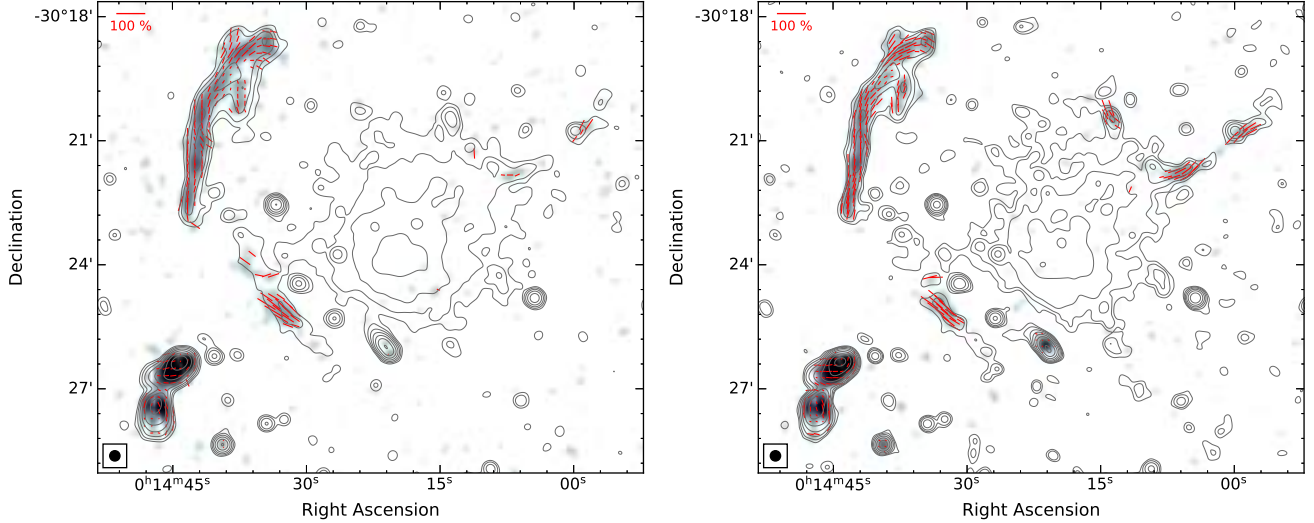 -30°18'
100 %
21'
24'
27'
Declination
0ʰ14ᵐ45ˢ
30ˢ
15ˢ
00ˢ
Right Ascension
-30°18'
100 %
21'
24'
27'
Declination
0ʰ14ᵐ45ˢ
30ˢ
15ˢ
00ˢ
Right Ascension